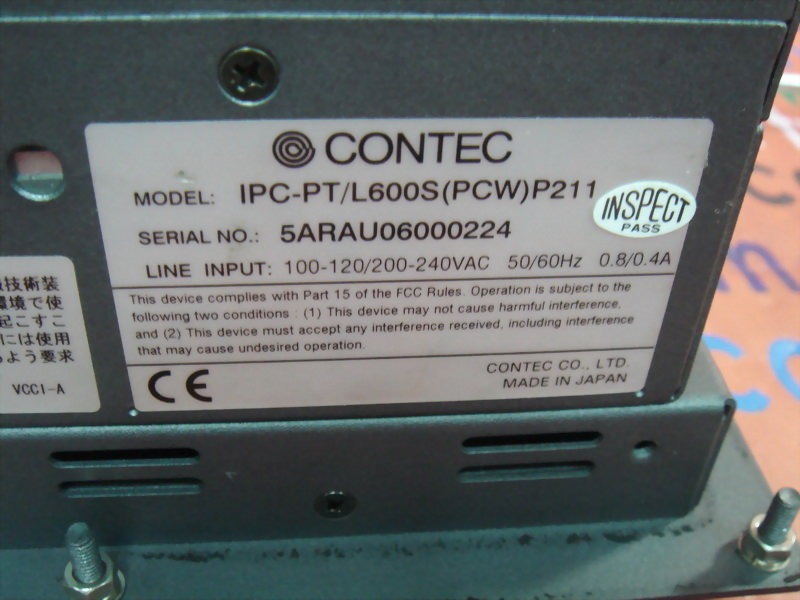 CONTEC
MODEL: IPC-PT/L600S(PCW)P211
INSPECT
PASS
SERIAL NO.: 5ARAU06000224
LINE INPUT: 100-120/200-240VAC 50/60Hz 0.8/0.4A
This device complies with Part 15 of the FCC Rules. Operation is subject to the
following two conditions : (1) This device may not cause harmful interference,
and (2) This device must accept any interference received, including interference
that may cause undesired operation.
CE
CONTEC CO., LTD.
MADE IN JAPAN
技術装
環境で使
起こすこ
には使用
よう要求
VCCI-A